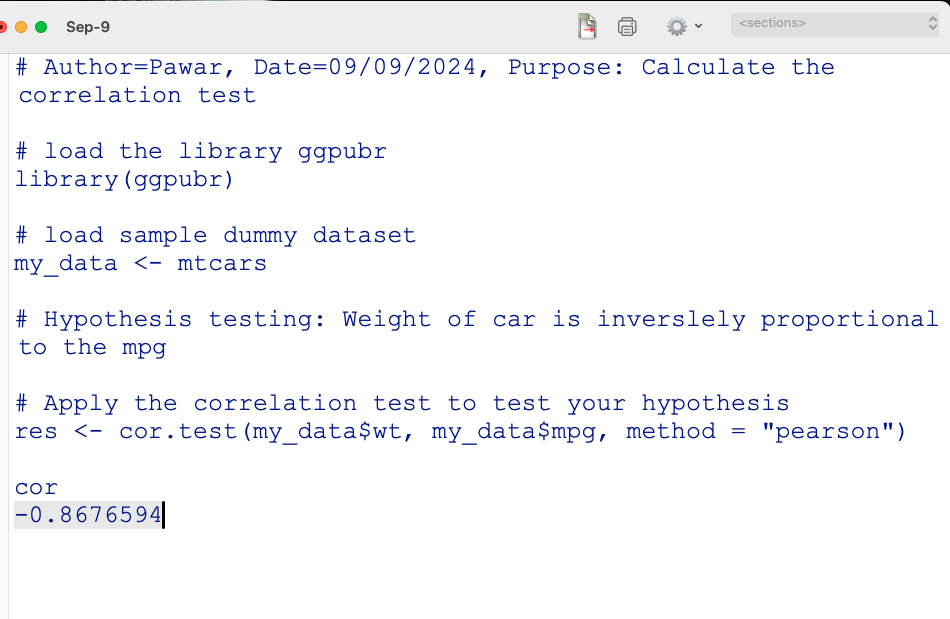 Sep-9
<sections>
# Author=Pawar, Date=09/09/2024, Purpose: Calculate the
correlation test
# load the library ggpubr
library(ggpubr)
# load sample dummy dataset
my_data <- mtcars
# Hypothesis testing: Weight of car is inverslely proportional
to the mpg
# Apply the correlation test to test your hypothesis
res <- cor.test(my_data$wt, my_data$mpg, method = "pearson")
cor
-0.8676594